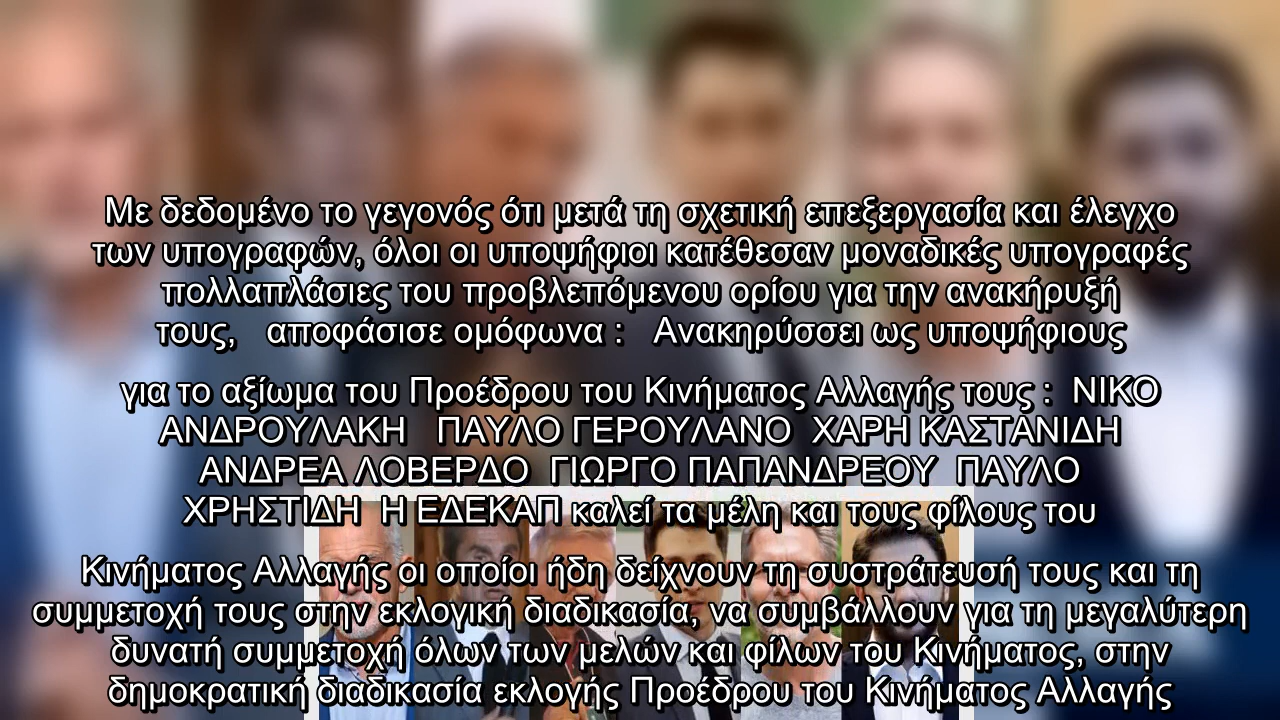 Με δεδομένο το γεγονός ότι μετά τη σχετική επεξεργασία και έλεγχο
των υπογραφών, όλοι οι υποψήφιοι κατέθεσαν μοναδικές υπογραφές
πολλαπλάσιες του προβλεπόμενου ορίου για την ανακήρυξή
τους, αποφάσισε ομόφωνα : Ανακηρύσσει ως υποψήφιους
για το αξίωμα του Προέδρου του Κινήματος Αλλαγής τους : ΝΙΚΟ
ΑΝΔΡΟΥΛΑΚΗ ΠΑΥΛΟ ΓΕΡΟΥΛΑΝΟ ΧΑΡΗ ΚΑΣΤΑΝΙΔΗ
ΑΝΔΡΕΑ ΛΟΒΕΡΔΟ ΓΙΩΡΓΟ ΠΑΠΑΝΔΡΕΟΥ ΠΑΥΛΟ
ΧΡΗΣΤΙΔΗ Η ΕΔΕΚΑΠ καλεί τα μέλη και τους φίλους του
Κινήματος Αλλαγής οι οποίοι ήδη δείχνουν τη συστράτευσή τους και τη
συμμετοχή τους στην εκλογική διαδικασία, να συμβάλλουν για τη μεγαλύτερη
δυνατή συμμετοχή όλων των μελών και φίλων του Κινήματος, στην
δημοκρατική διαδικασία εκλογής Προέδρου του Κινήματος Αλλαγής